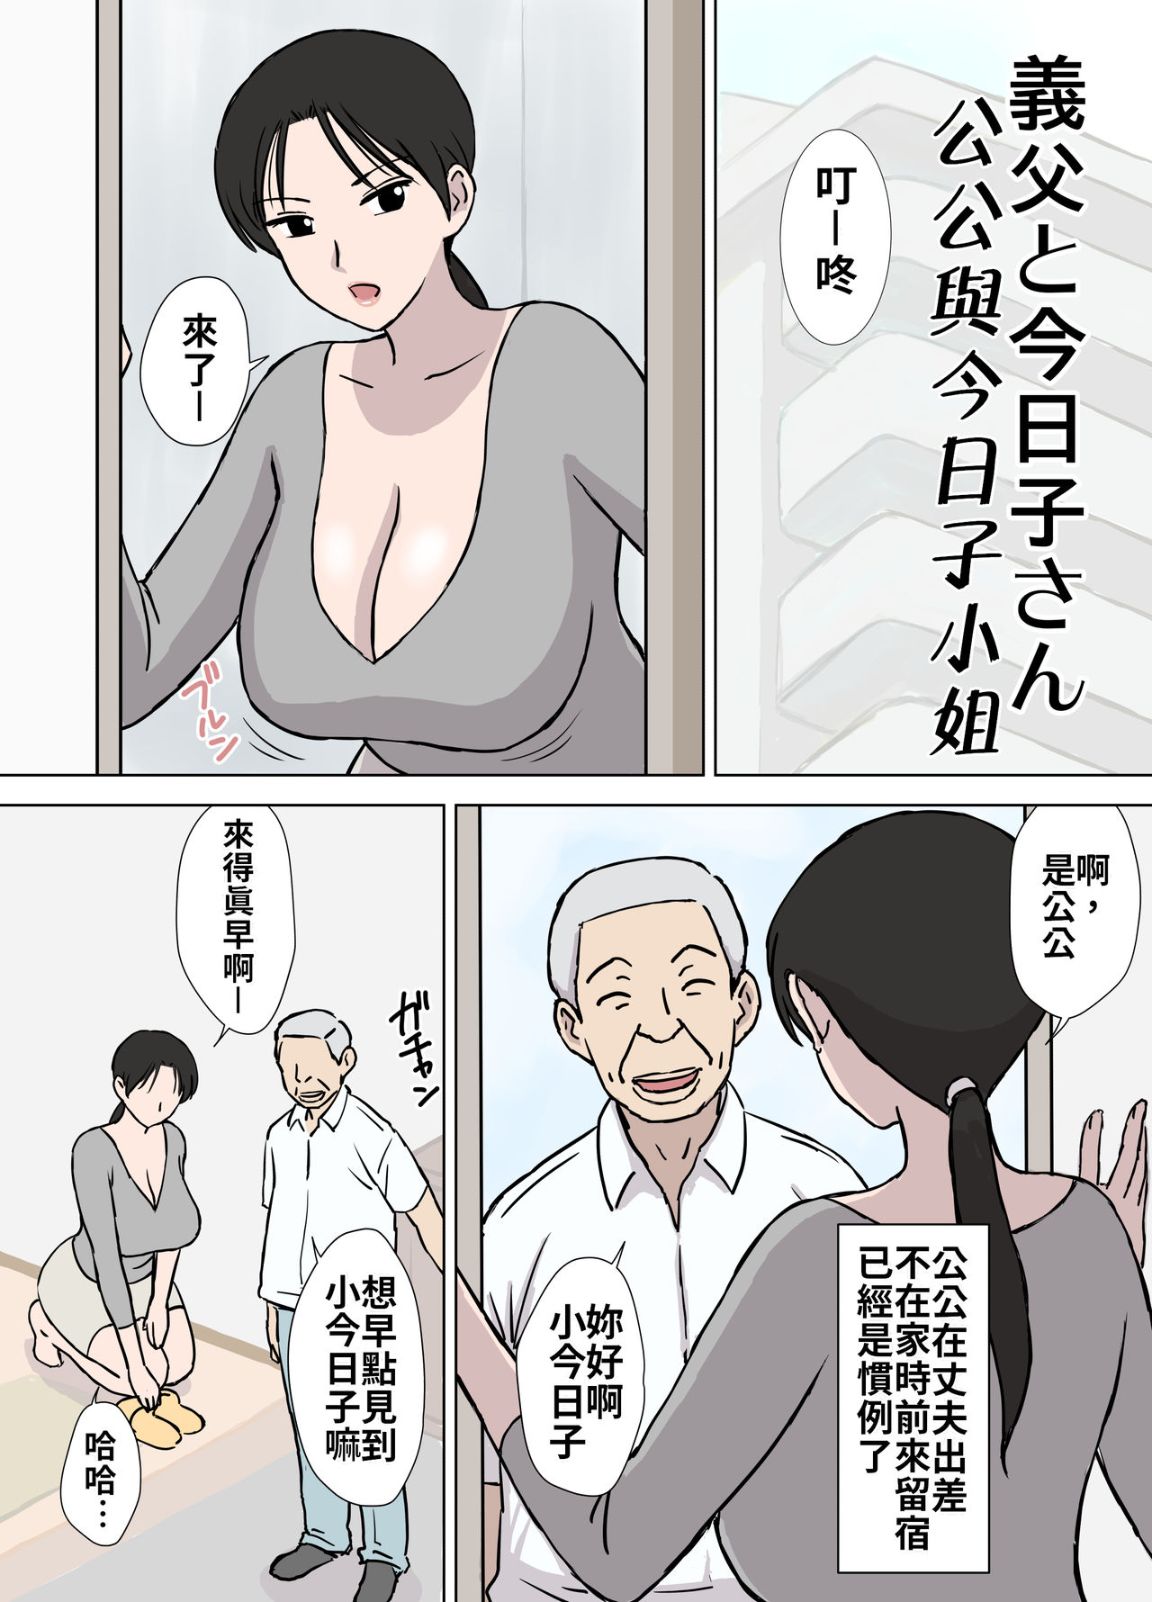 義父と今日子さん
公公與今日子小姐
叮ー咚
來了ー
ブルン
啊，
是公公
妳好啊
小今日子
公公在丈夫出差
不在家時前來留宿
已經是慣例了
ガチャン
來得眞早啊ー
想早點見到
小今日子嘛
哈哈…